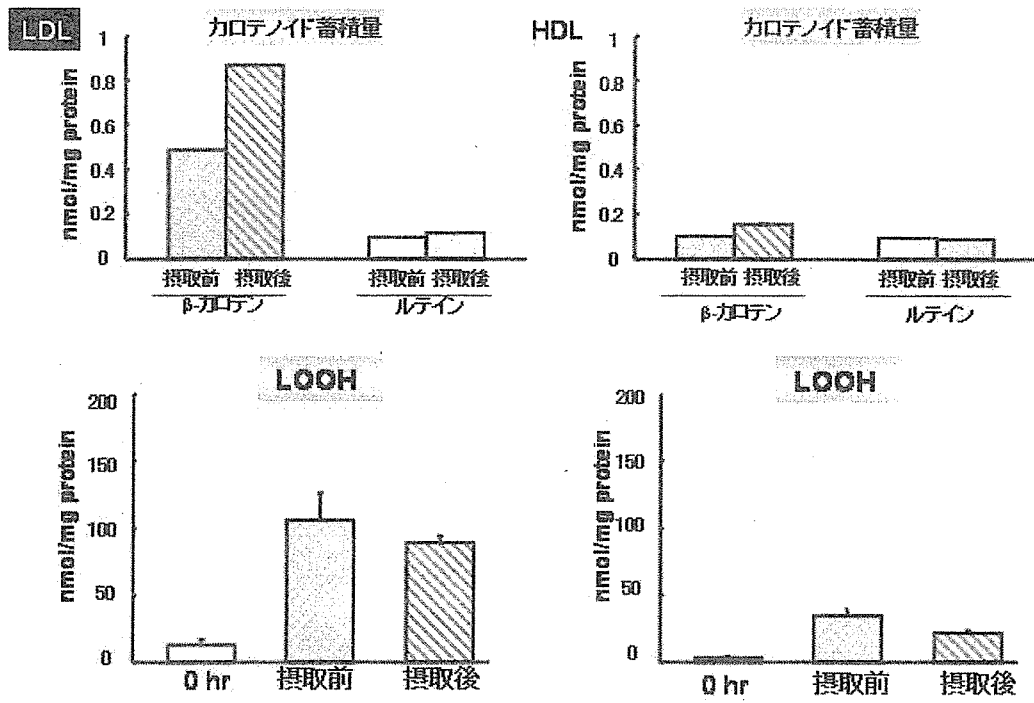 LDL
カロテノイド蓄積量
nmol/mg protein
1
0.8
0.6
0.4
0.2
0
摂取前 摂取後
β-カロテン
摂取前 摂取後
ルテイン
HDL
カロテノイド蓄積量
nmol/mg protein
1
0.8
0.6
0.4
0.2
0
摂取前 摂取後
β-カロテン
摂取前 摂取後
ルテイン
LOOH
nmol/mg protein
200
150
100
50
0
0 hr 摂取前 摂取後
LOOH
nmol/mg protein
200
150
100
50
0
0 hr 摂取前 摂取後